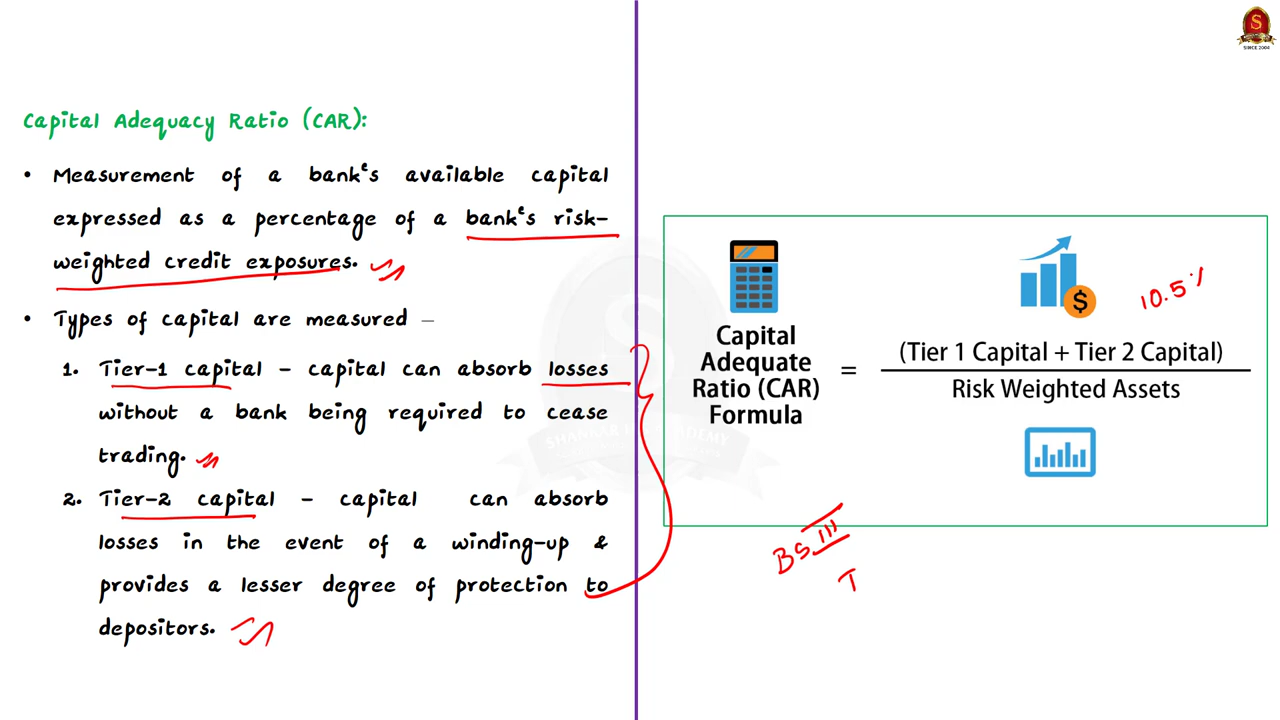 S
SINCE 2004
Capital Adequacy Ratio (CAR):
• Measurement of a bank‛s available capital
expressed as a percentage of a bank‛s risk-
weighted credit exposures.
• Types of capital are measured –
1. Tier-1 capital - capital can absorb losses
without a bank being required to cease
trading.
2. Tier-2 capital - capital can absorb
losses in the event of a winding-up &
provides a lesser degree of protection to
depositors.
$
10.5%
Capital
Adequate
Ratio (CAR)
Formula
=
(Tier 1 Capital + Tier 2 Capital)
Risk Weighted Assets
BS III
T